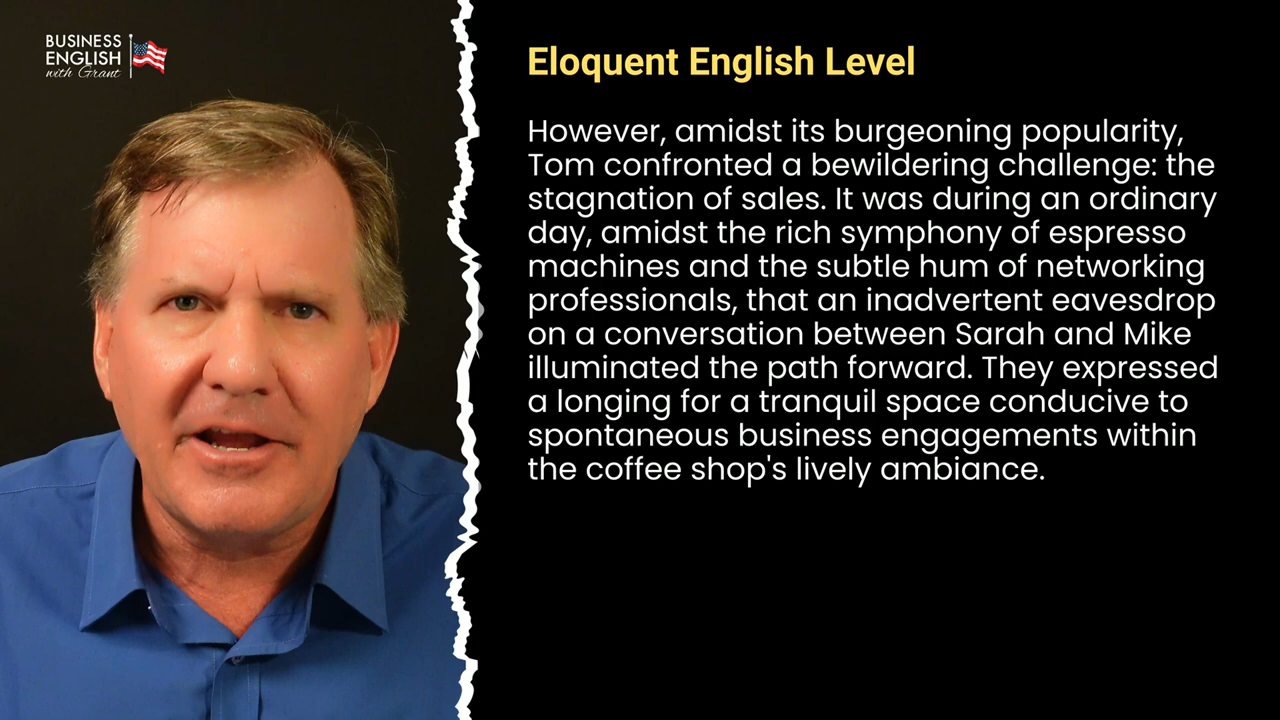 BUSINESS
ENGLISH
with Grant
Eloquent English Level
However, amidst its burgeoning popularity,
Tom confronted a bewildering challenge: the
stagnation of sales. It was during an ordinary
day, amidst the rich symphony of espresso
machines and the subtle hum of networking
professionals, that an inadvertent eavesdrop
on a conversation between Sarah and Mike
illuminated the path forward. They expressed
a longing for a tranquil space conducive to
spontaneous business engagements within
the coffee shop's lively ambiance.